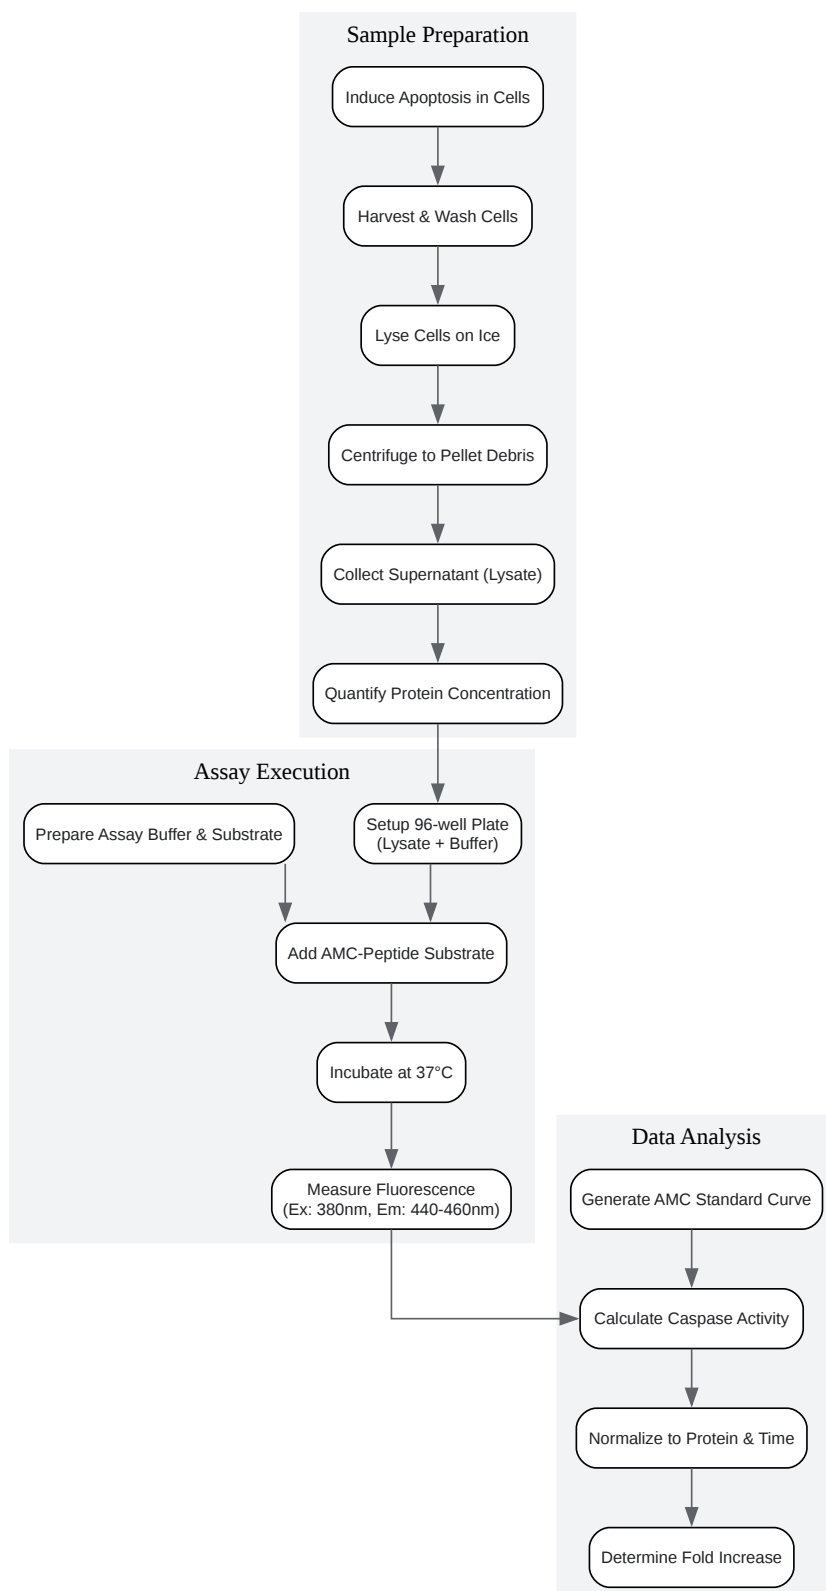 Sample Preparation
Induce Apoptosis in Cells
Harvest & Wash Cells
Lyse Cells on Ice
Centrifuge to Pellet Debris
Collect Supernatant (Lysate)
Quantify Protein Concentration
Assay Execution
Prepare Assay Buffer & Substrate
Setup 96-well Plate
(Lysate + Buffer)
Add AMC-Peptide Substrate
Incubate at 37°C
Measure Fluorescence
(Ex: 380nm, Em: 440-460nm)
Data Analysis
Generate AMC Standard Curve
Calculate Caspase Activity
Normalize to Protein & Time
Determine Fold Increase